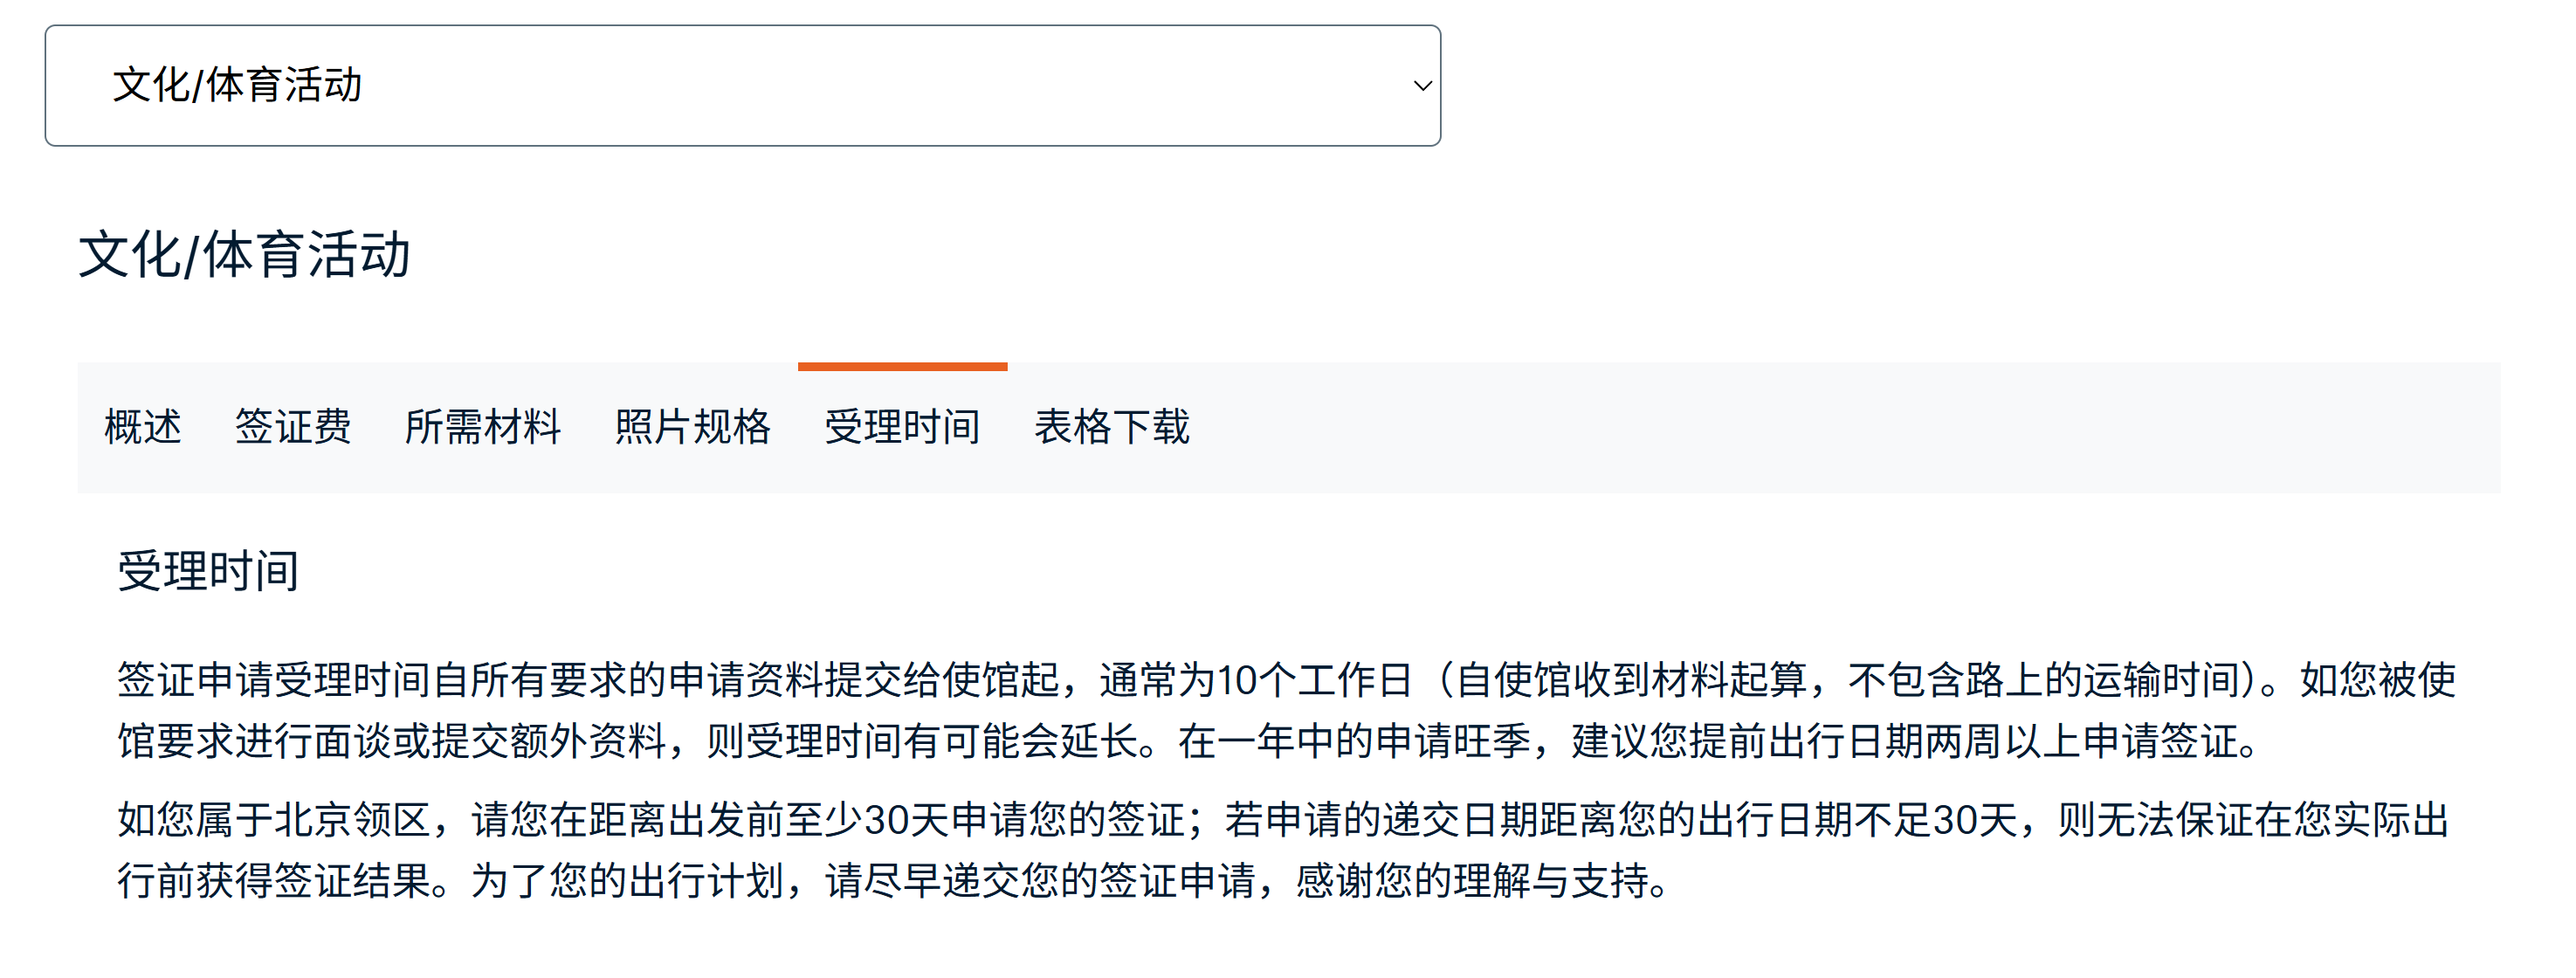 文化/体育活动
文化/体育活动
概述 签证费 所需材料 照片规格 受理时间 表格下载
受理时间
签证申请受理时间自所有要求的申请资料提交给使馆起，通常为10个工作日（自使馆收到材料起算，不包含路上的运输时间）。如您被使
馆要求进行面谈或提交额外资料，则受理时间有可能会延长。在一年中的申请旺季，建议您提前出行日期两周以上申请签证。
如您属于北京领区，请您在距离出发前至少30天申请您的签证；若申请的递交日期距离您的出行日期不足30天，则无法保证在您实际出
行前获得签证结果。为了您的出行计划，请尽早递交您的签证申请，感谢您的理解与支持。